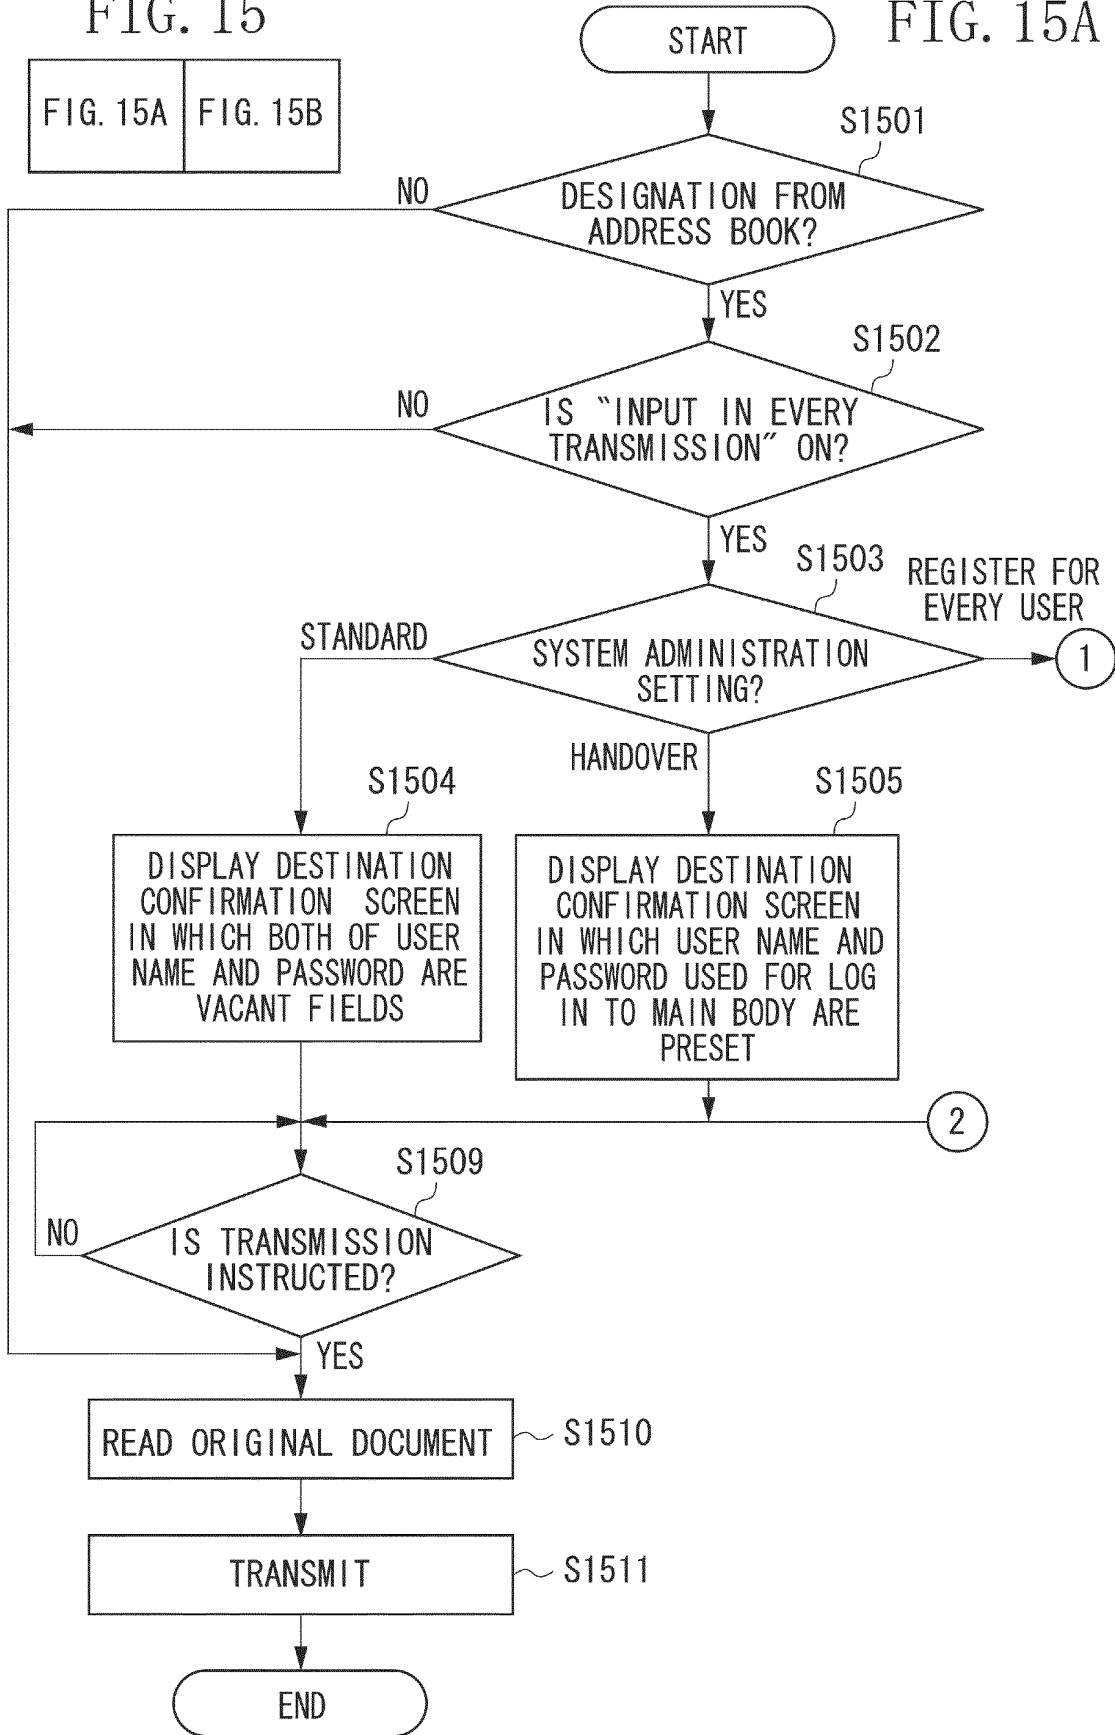 FIG. 15
FIG. 15A
FIG. 15A
FIG. 15B
START
S1501
DESIGNATION FROM
ADDRESS BOOK?
NO
YES
S1502
IS “INPUT IN EVERY
TRANSMISSION” ON?
NO
YES
S1503
SYSTEM ADMINISTRATION
SETTING?
REGISTER FOR
EVERY USER
1
STANDARD
HANDOVER
S1504
DISPLAY DESTINATION
CONFIRMATION SCREEN
IN WHICH BOTH OF USER
NAME AND PASSWORD ARE
VACANT FIELDS
S1505
DISPLAY DESTINATION
CONFIRMATION SCREEN
IN WHICH USER NAME AND
PASSWORD USED FOR LOG
IN TO MAIN BODY ARE
PRESET
2
S1509
IS TRANSMISSION
INSTRUCTED?
NO
YES
READ ORIGINAL DOCUMENT
S1510
TRANSMIT
S1511
END